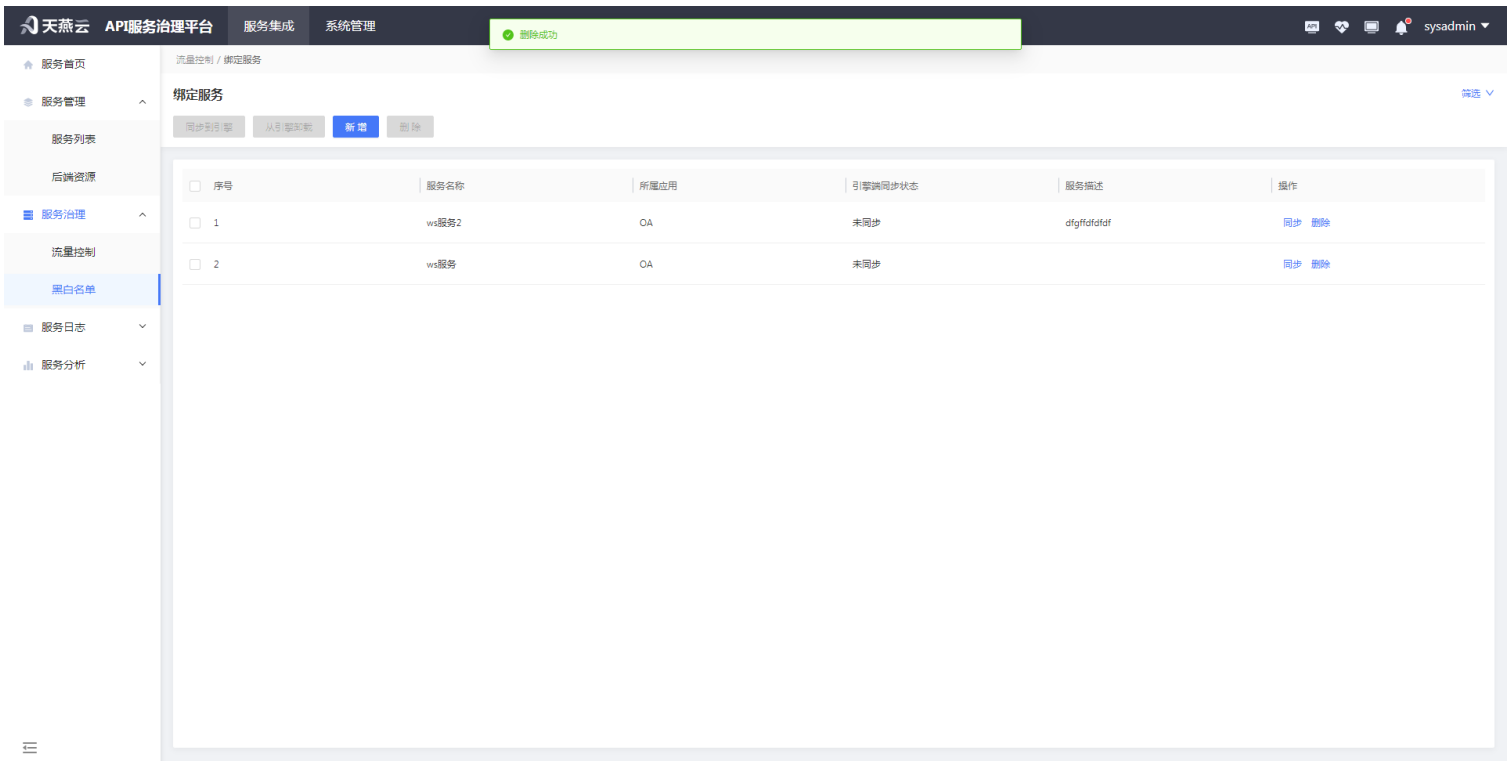 天燕云 API服务治理平台 服务集成 系统管理 删除成功 API sysadmin
服务首页
服务管理
服务列表
后端资源
服务治理
流量控制
黑白名单
服务日志
服务分析
流量控制 / 绑定服务
绑定服务 筛选
同步到引擎 从引擎卸载 新增 删除
序号 服务名称 所属应用 引擎端同步状态 服务描述 操作
1 ws服务2 OA 未同步 dfgffdfdfdf 同步 删除
2 ws服务 OA 未同步 同步 删除